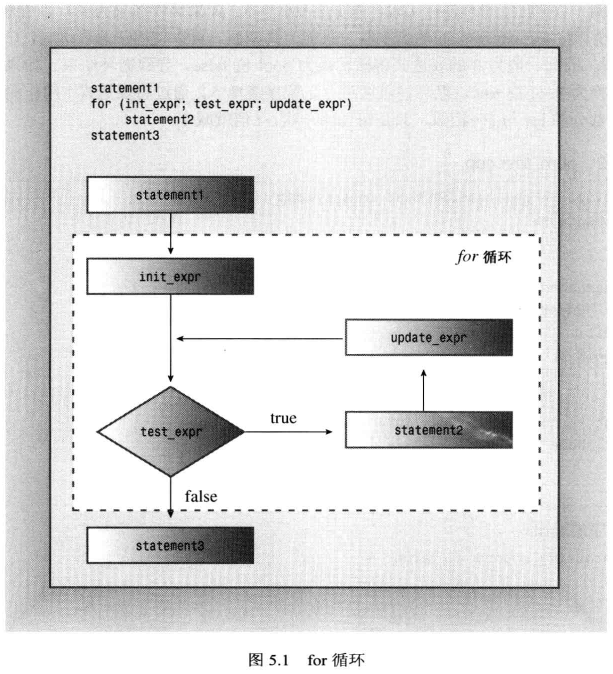 statement1
for (int_expr; test_expr; update_expr)
statement2
statement3
statement1
for 循环
init_expr
update_expr
test_expr
true
statement2
false
statement3
图 5.1 for 循环